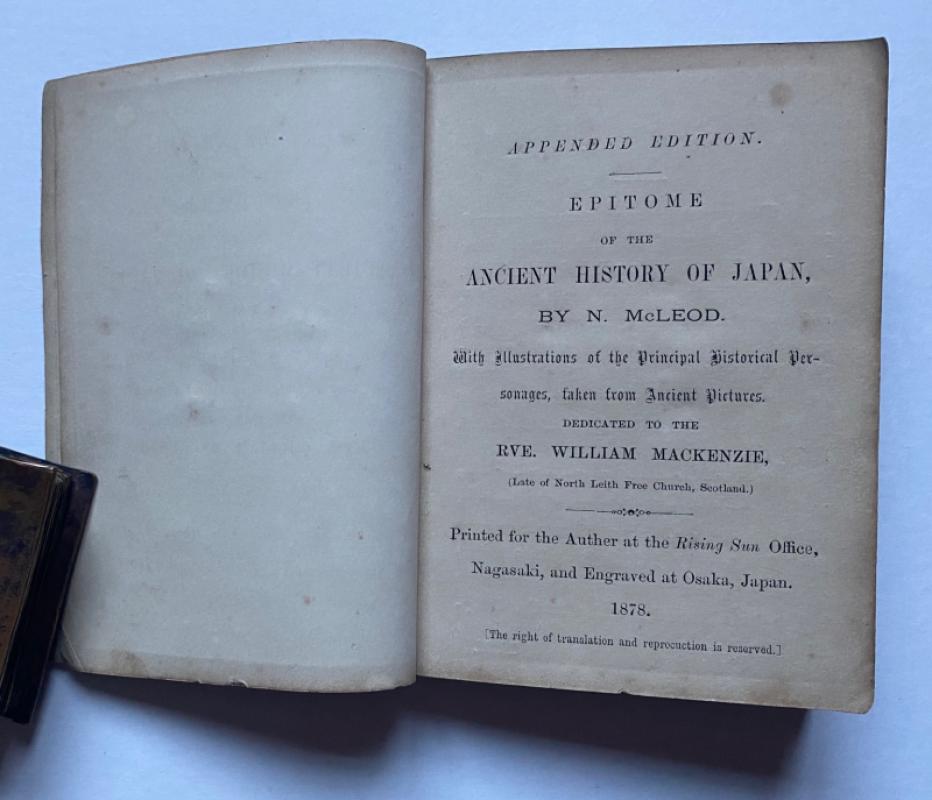 APPENDED EDITION.
EPITOME
OF THE
ANCIENT HISTORY OF JAPAN,
BY N. McLEOD.
With Illustrations of the Principal Historical Per-
sonages, taken from Ancient Pictures.
DEDICATED TO THE
RVE. WILLIAM MACKENZIE,
(Late of North Leith Free Church, Scotland.)
Printed for the Auther at the Rising Sun Office,
Nagasaki, and Engraved at Osaka, Japan.
1878.
[The right of translation and reprocuction is reserved.]